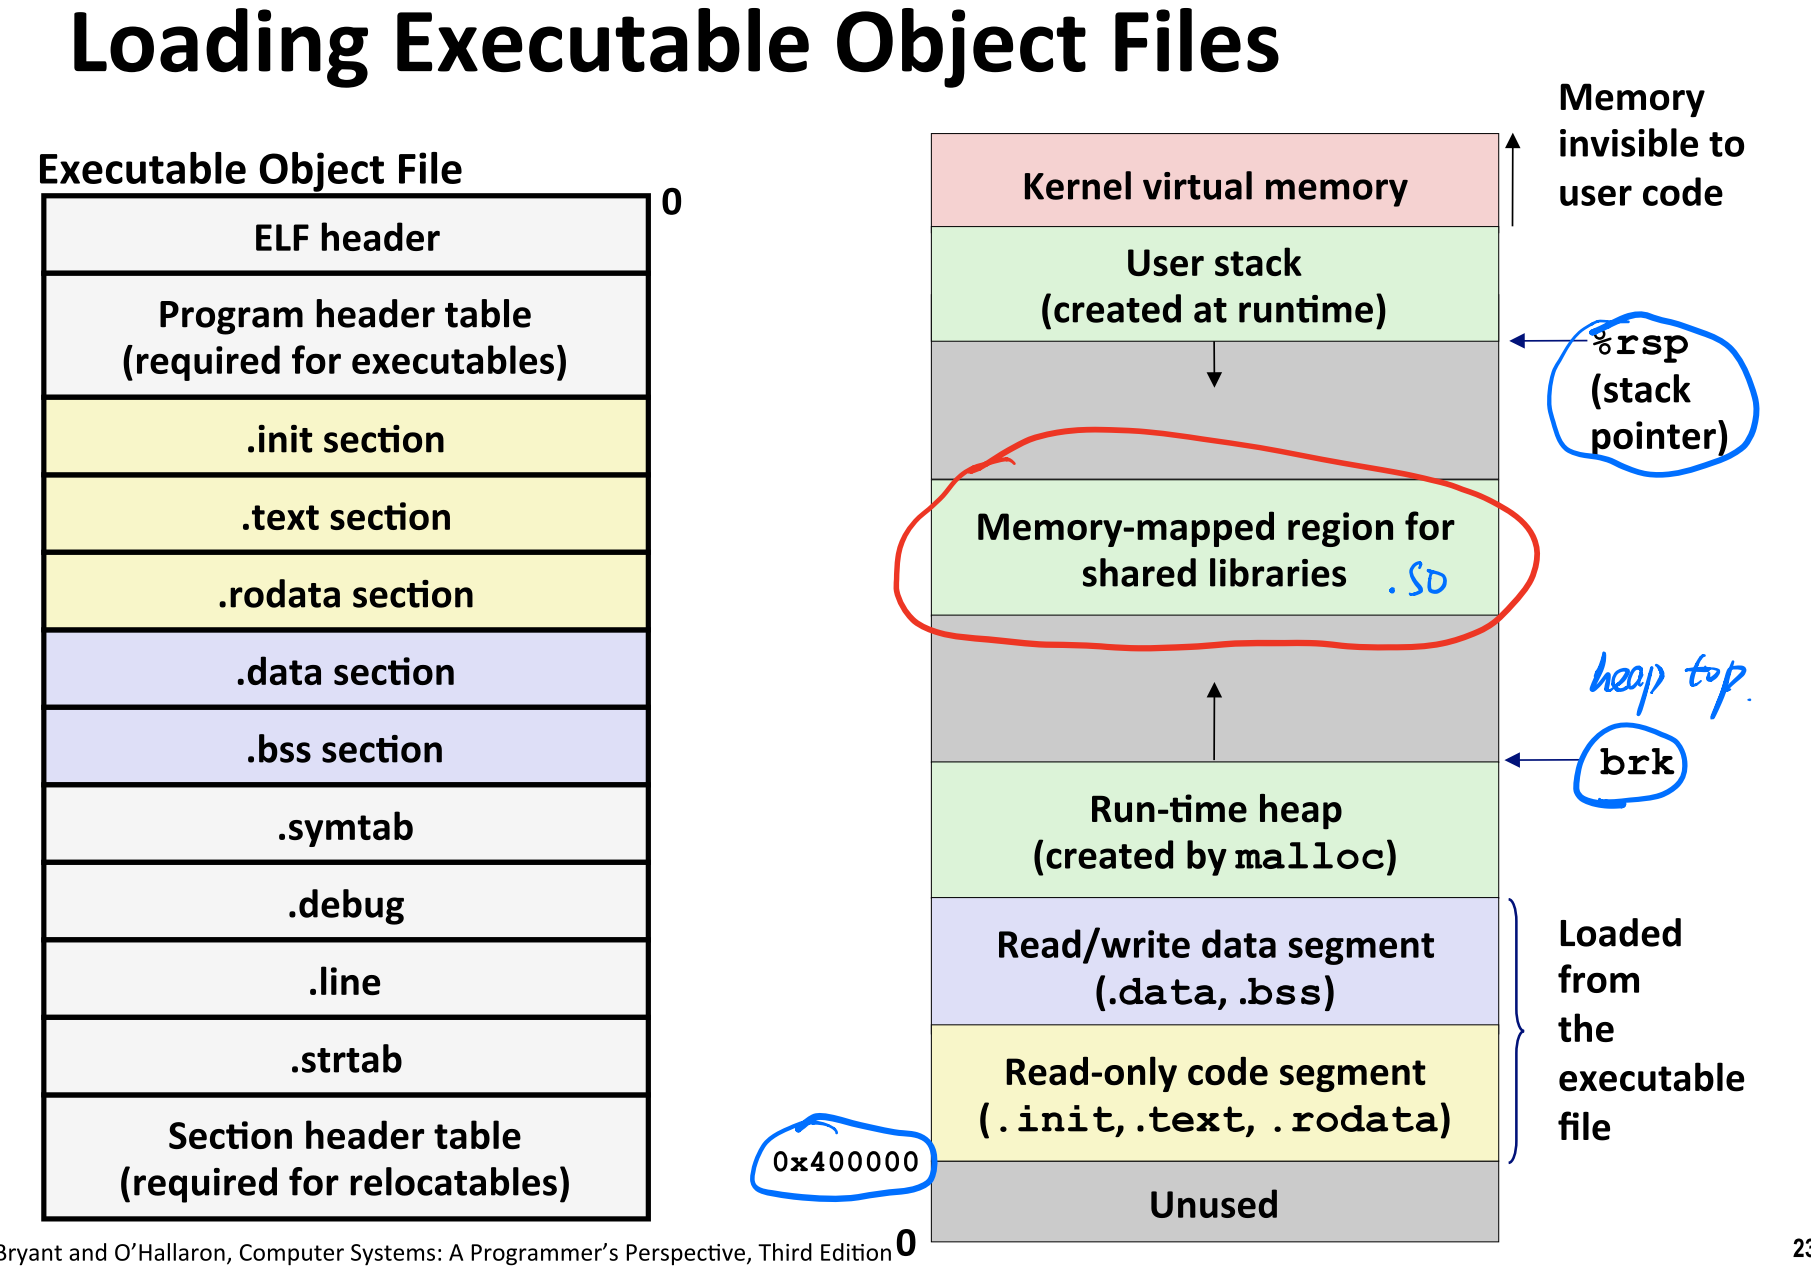 Loading Executable Object Files
Executable Object File
0
ELF header
Program header table
(required for executables)
.init section
.text section
.rodata section
.data section
.bss section
.symtab
.debug
.line
.strtab
Section header table
(required for relocatables)
Memory
invisible to
user code
Kernel virtual memory
User stack
(created at runtime)
%rsp
(stack
pointer)
Memory-mapped region for
shared libraries
.so
heap top.
brk
Run-time heap
(created by malloc)
Read/write data segment
(.data, .bss)
Read-only code segment
(.init, .text, .rodata)
Loaded
from
the
executable
file
0x400000
Unused
0
Bryant and O'Hallaron, Computer Systems: A Programmer's Perspective, Third Edition
23